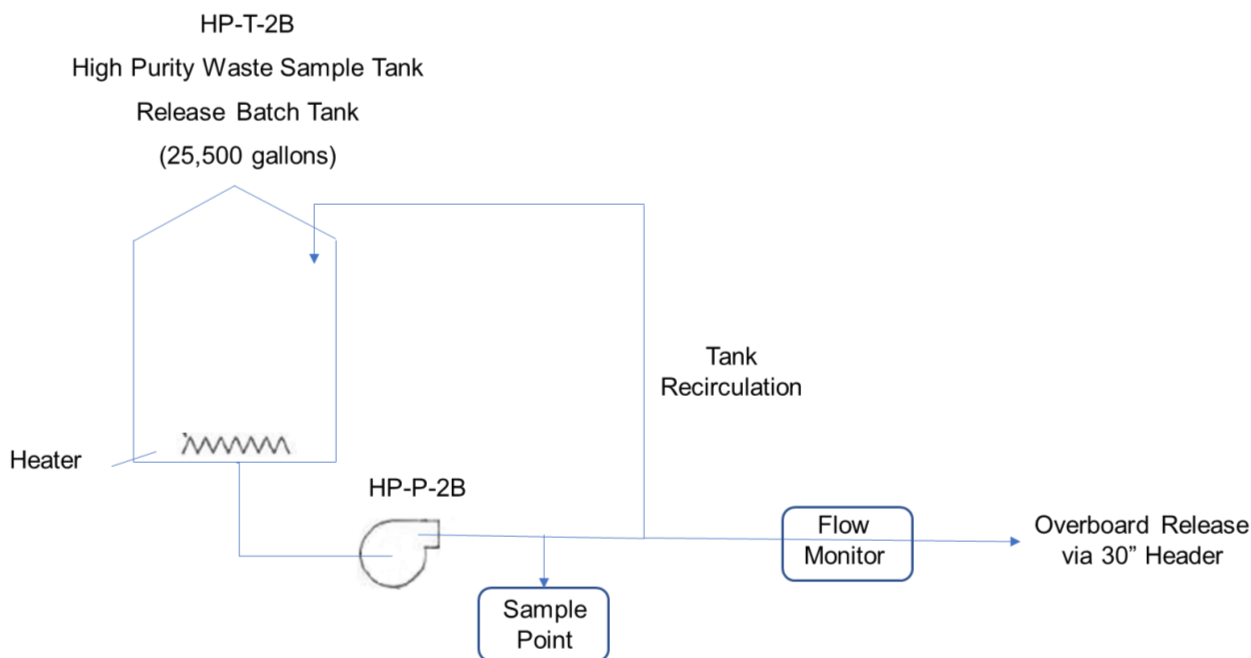 HP-T-2B
High Purity Waste Sample Tank
Release Batch Tank
(25,500 gallons)
Tank
Recirculation
Heater
HP-P-2B
Flow
Monitor
Overboard Release
via 30” Header
Sample
Point